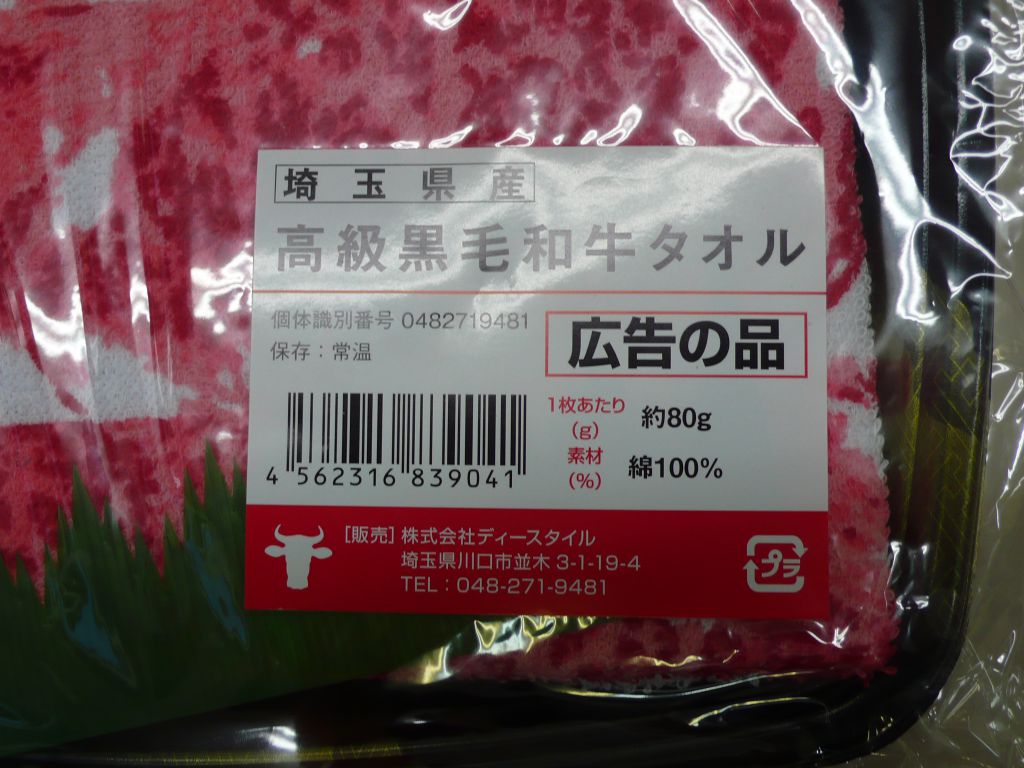 埼玉県産
高級黒毛和牛タオル
個体識別番号 0482719481
保存：常温
広告の品
1枚あたり
(g)
約80g
素材
(%)
綿100%
4 562316 839041
[販売] 株式会社ディースタイル
埼玉県川口市並木 3-1-19-4
TEL：048-271-9481
プラ